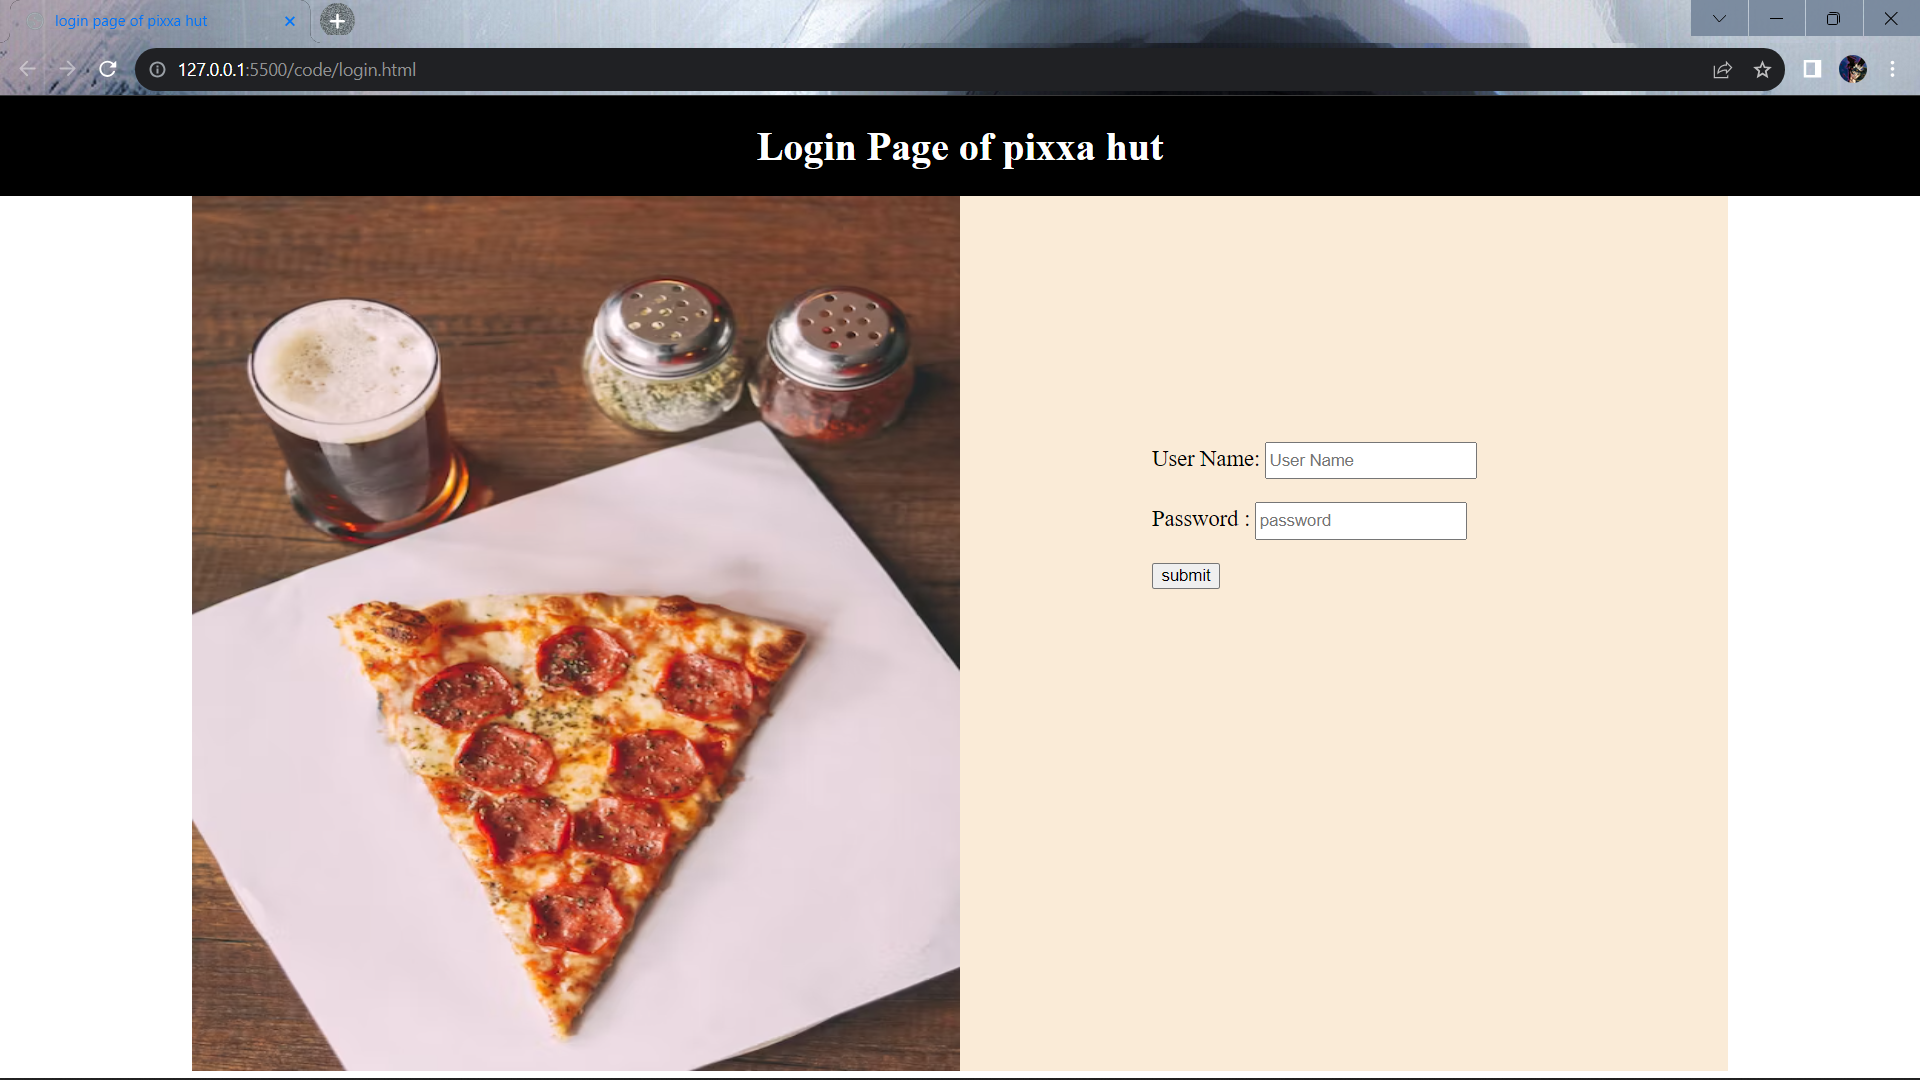 login page of pixxa hut
127.0.0.1:5500/code/login.html
Login Page of pixxa hut
User Name: User Name
Password : password
submit